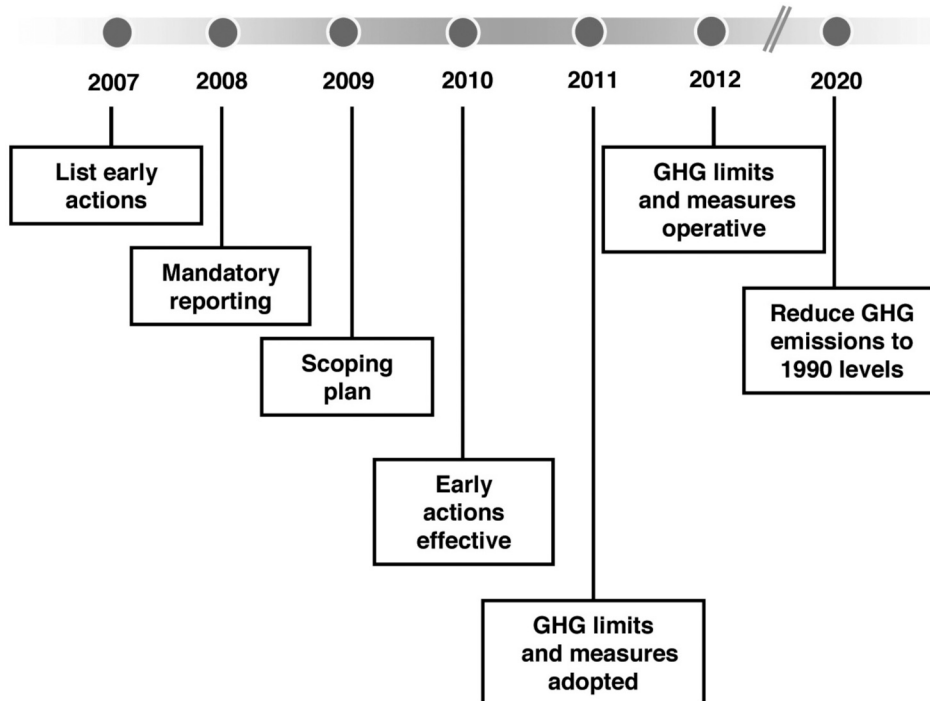 2007 2008 2009 2010 2011 2012 2020
List early
actions
Mandatory
reporting
Scoping
plan
Early
actions
effective
GHG limits
and measures
adopted
GHG limits
and measures
operative
Reduce GHG
emissions to
1990 levels